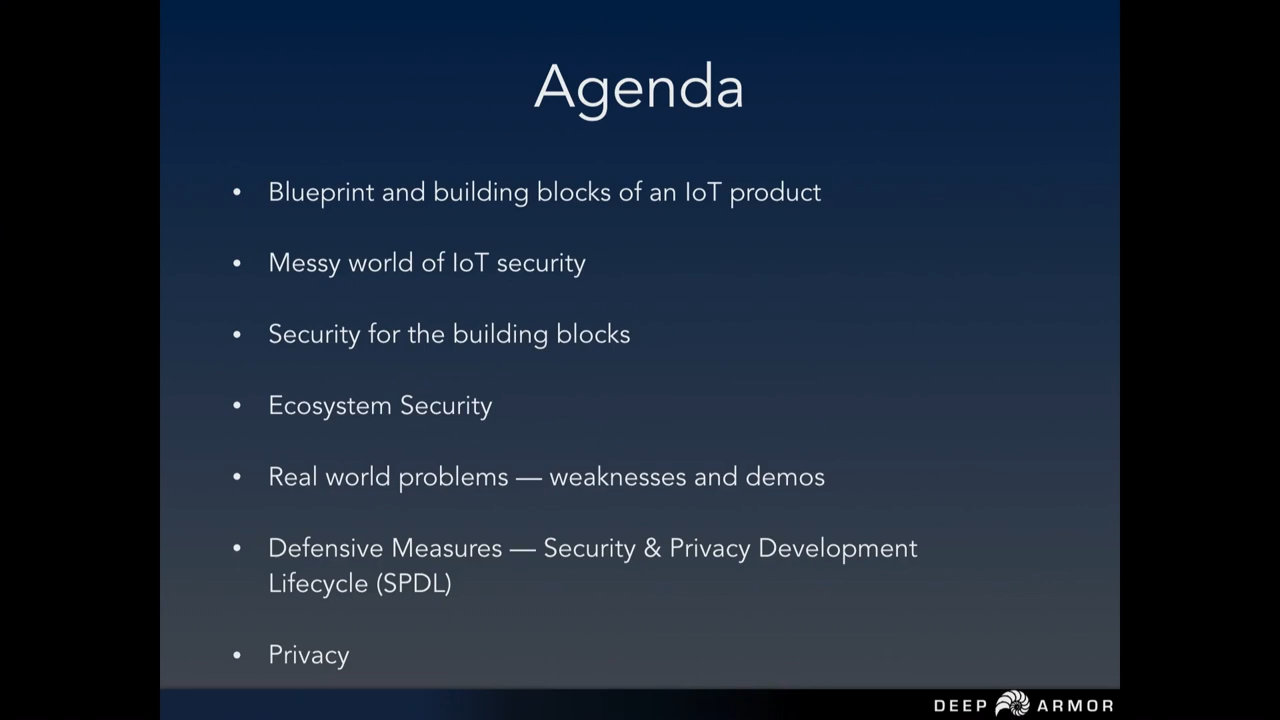 Agenda
• Blueprint and building blocks of an IoT product
• Messy world of IoT security
• Security for the building blocks
• Ecosystem Security
• Real world problems — weaknesses and demos
• Defensive Measures — Security & Privacy Development
Lifecycle (SPDL)
• Privacy
DEEP ARMOR